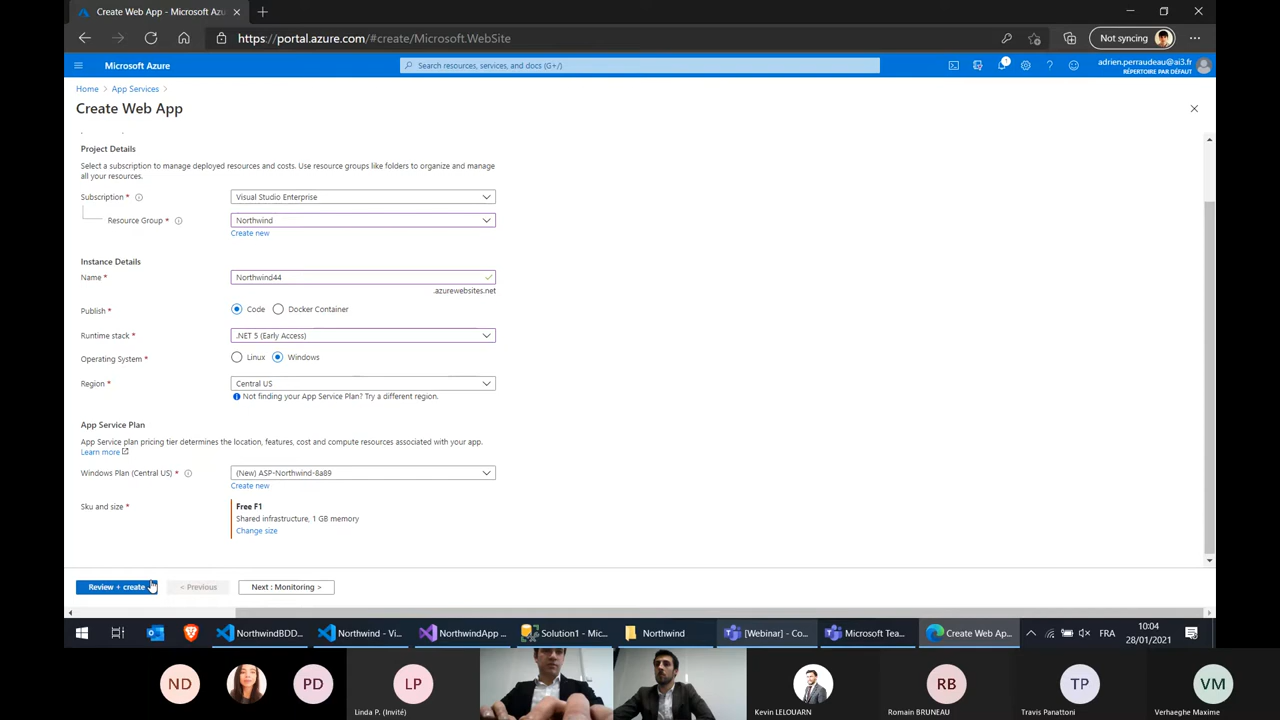 Create Web App - Microsoft Azu
https://portal.azure.com/#create/Microsoft.WebSite
Not syncing
Microsoft Azure
Search resources, services, and docs (G+/)
1
adrien.perraudeau@ai3.fr
RÉPERTOIRE PAR DÉFAUT
Home > App Services >
Create Web App
Project Details
Select a subscription to manage deployed resources and costs. Use resource groups like folders to organize and manage
all your resources.
Subscription * Visual Studio Enterprise
Resource Group * Northwind
Create new
Instance Details
Name * Northwind44
.azurewebsites.net
Publish * Code Docker Container
Runtime stack * .NET 5 (Early Access)
Operating System * Linux Windows
Region * Central US
Not finding your App Service Plan? Try a different region.
App Service Plan
App Service plan pricing tier determines the location, features, cost and compute resources associated with your app.
Learn more
Windows Plan (Central US) * (New) ASP-Northwind-8a89
Create new
Sku and size * Free F1
Shared infrastructure, 1 GB memory
Change size
Review + create < Previous Next : Monitoring >
NorthwindBDD... Northwind - Vi... NorthwindApp ... Solution1 - Mic... Northwind [Webinar] - Co... Microsoft Tea... Create Web Ap... FRA 10:04
28/01/2021
ND PD LP RB TP VM
Linda P. (Invité) Kevin LELOUARN Romain BRUNEAU Travis Panattoni Verhaeghe Maxime